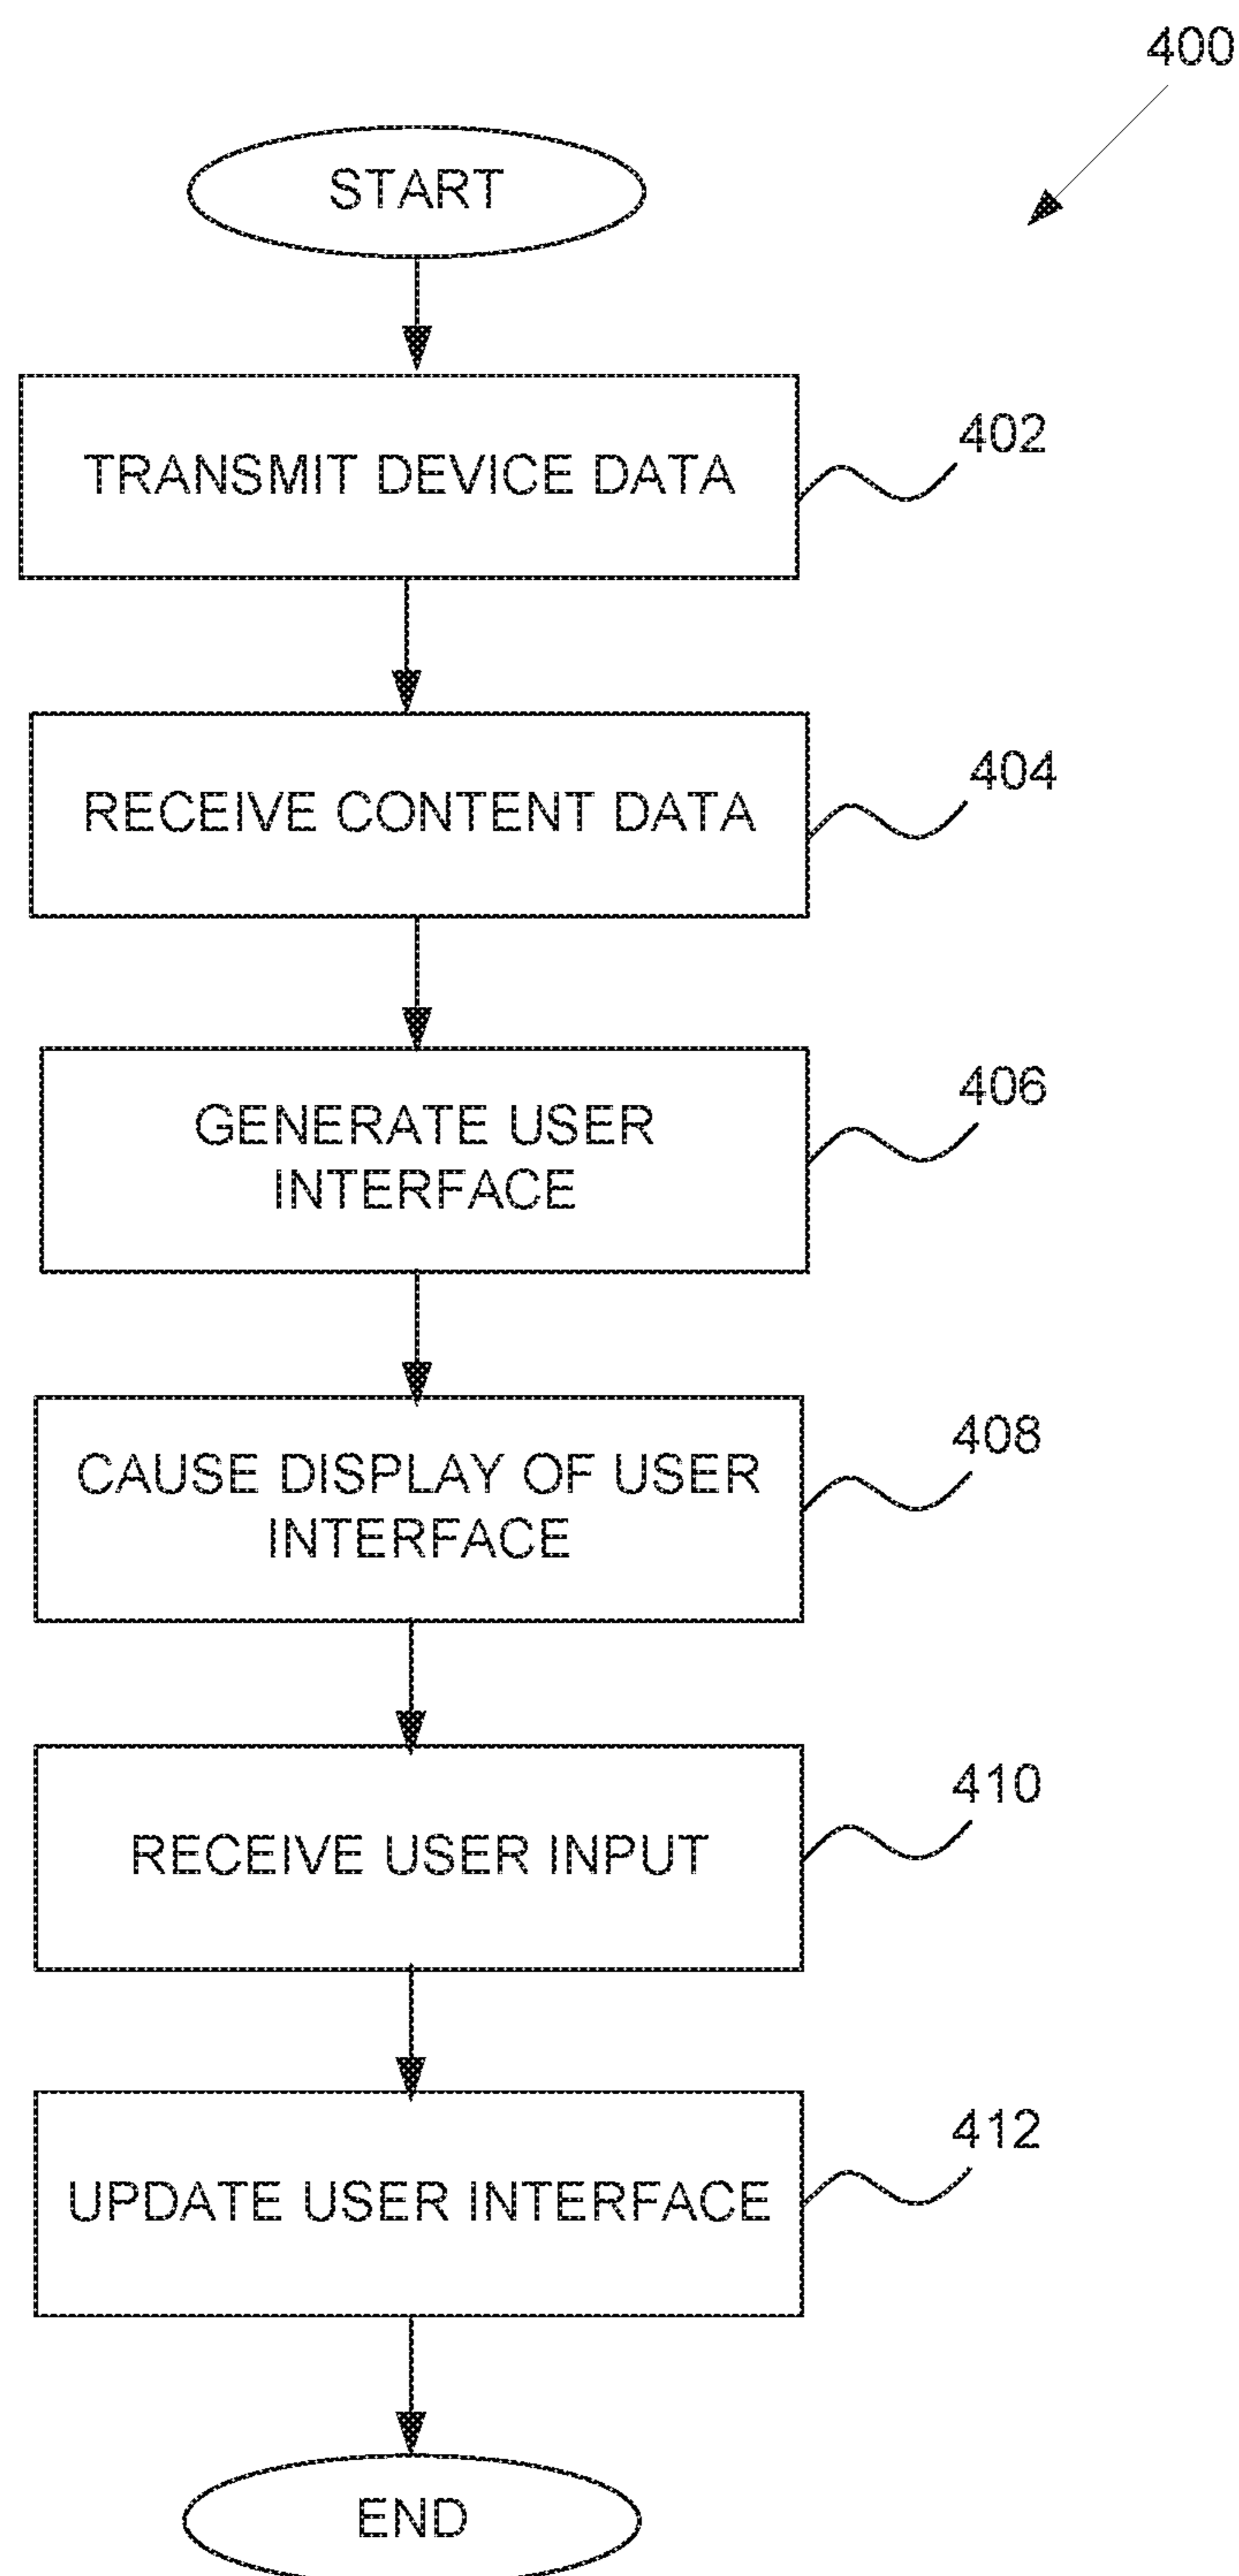 400
START
TRANSMIT DEVICE DATA
402
RECEIVE CONTENT DATA
404
GENERATE USER
INTERFACE
406
CAUSE DISPLAY OF USER
INTERFACE
408
RECEIVE USER INPUT
410
UPDATE USER INTERFACE
412
END